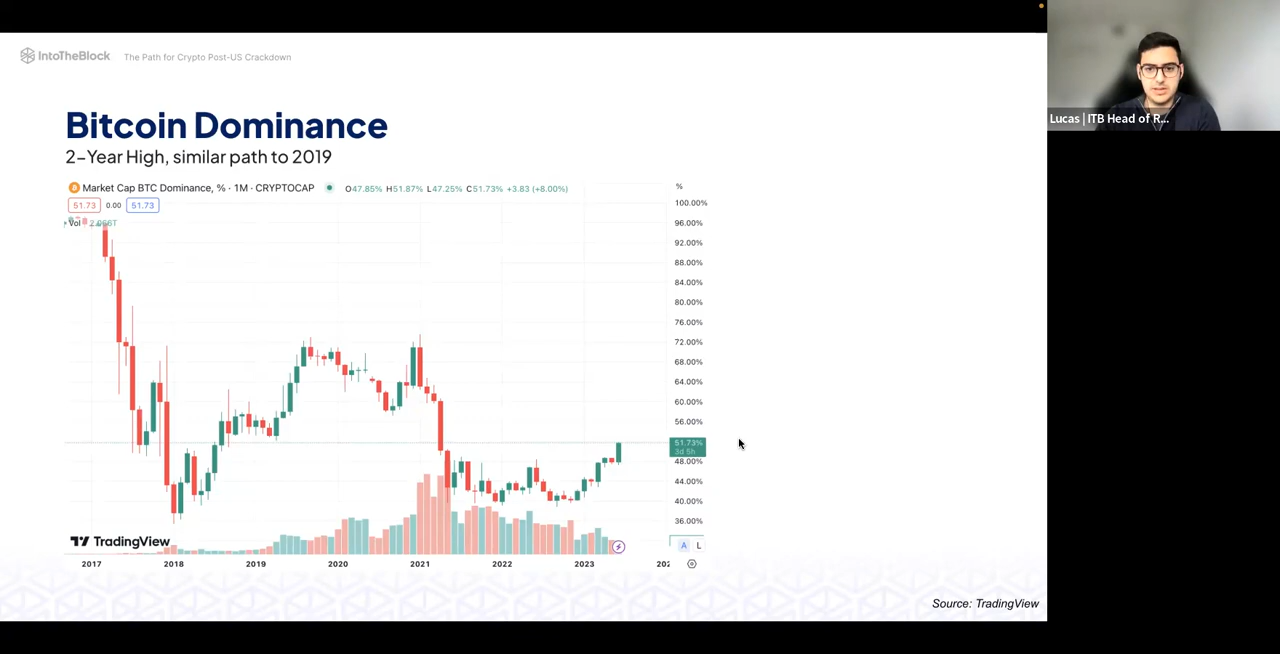 IntoTheBlock The Path for Crypto Post-US Crackdown
Lucas | ITB Head of R...
Bitcoin Dominance
2-Year High, similar path to 2019
Market Cap BTC Dominance, % · 1M · CRYPTOCAP O47.85% H51.87% L47.25% C51.73% +3.83 (+8.00%)
51.73 0.00 51.73
Vol
%
100.00%
96.00%
92.00%
88.00%
84.00%
80.00%
76.00%
72.00%
68.00%
64.00%
60.00%
56.00%
51.73%
3d 5h
48.00%
44.00%
40.00%
36.00%
TradingView
A L
2017 2018 2019 2020 2021 2022 2023
Source: TradingView